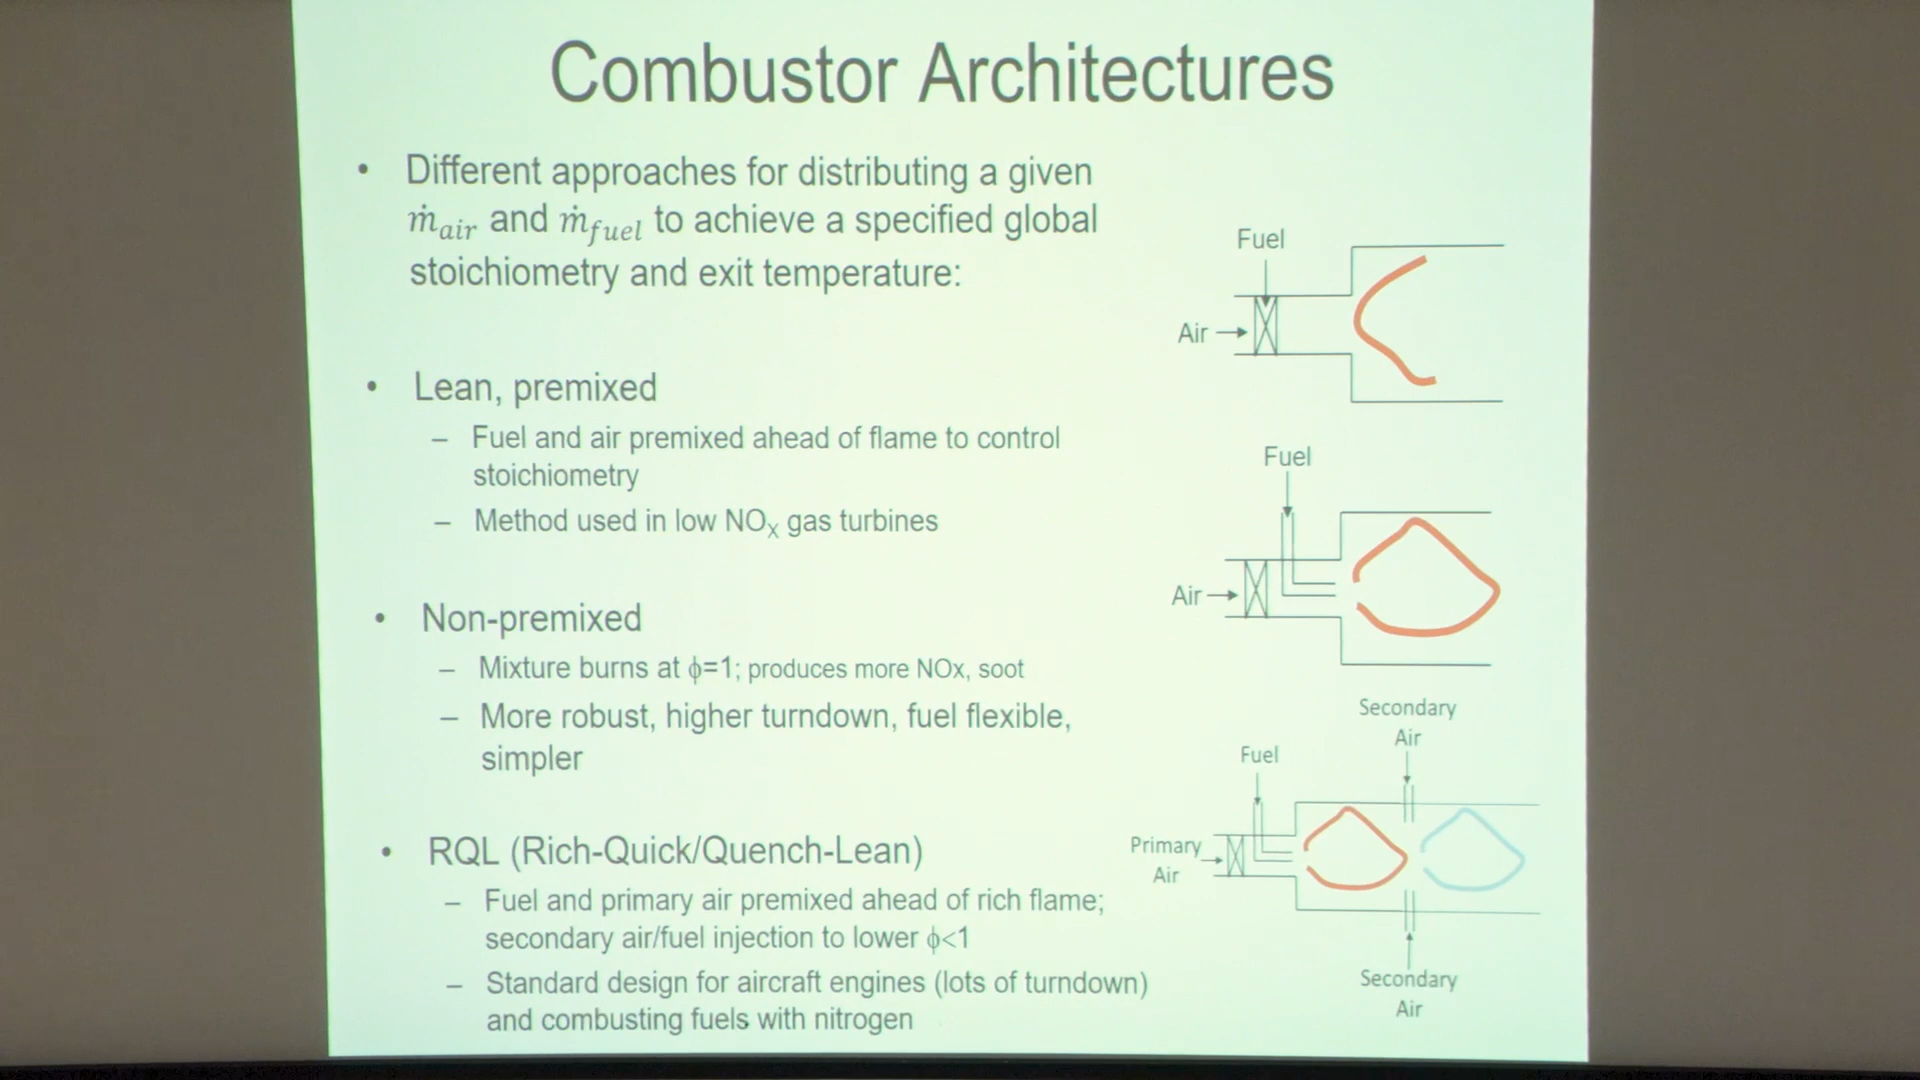 Combustor Architectures
• Different approaches for distributing a given
ṁair and ṁfuel to achieve a specified global
stoichiometry and exit temperature:
• Lean, premixed
– Fuel and air premixed ahead of flame to control
stoichiometry
– Method used in low NOX gas turbines
• Non-premixed
– Mixture burns at ϕ=1; produces more NOx, soot
– More robust, higher turndown, fuel flexible,
simpler
• RQL (Rich-Quick/Quench-Lean)
– Fuel and primary air premixed ahead of rich flame;
secondary air/fuel injection to lower ϕ<1
– Standard design for aircraft engines (lots of turndown)
and combusting fuels with nitrogen
Fuel
Air
Fuel
Air
Secondary
Air
Fuel
Primary
Air
Secondary
Air